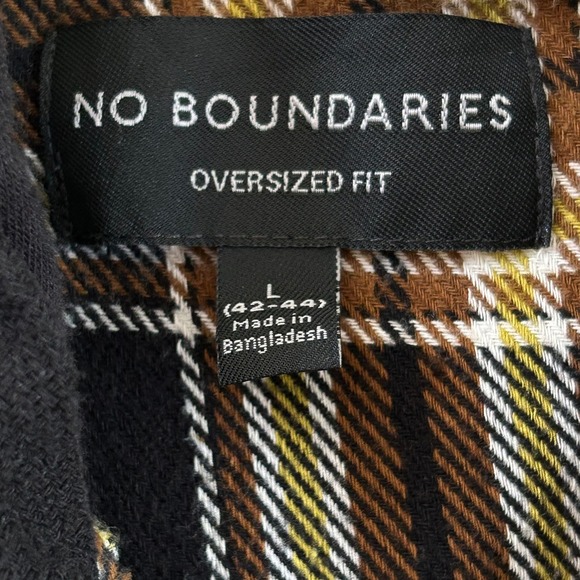 NO BOUNDARIES
OVERSIZED FIT
L
(42-44)
Made in
Bangladesh